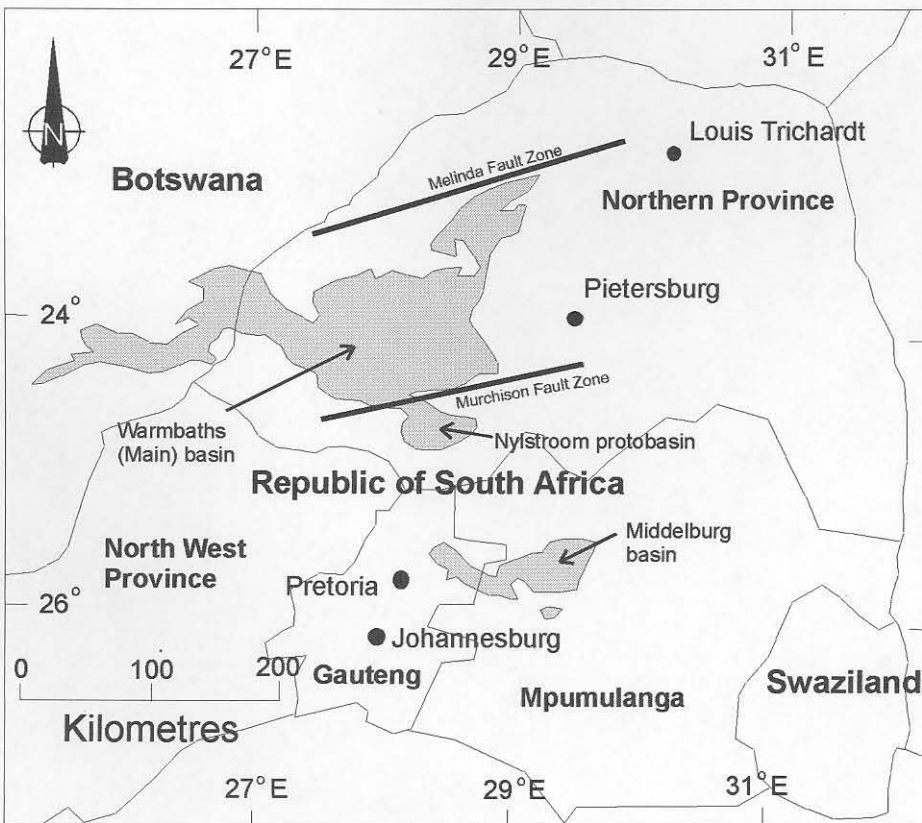 27°E
29° E
31° E
N
Louis Trichardt
Melinda Fault Zone
Botswana
Northern Province
Pietersburg
24°
Murchison Fault Zone
Warmbaths
(Main) basin
Nylstroom protobasin
Republic of South Africa
Middelburg
basin
North West
Province
Pretoria
26°
Johannesburg
0 100 200
Gauteng
Swaziland
Mpumulanga
Kilometres
27°E
29°E
31°E